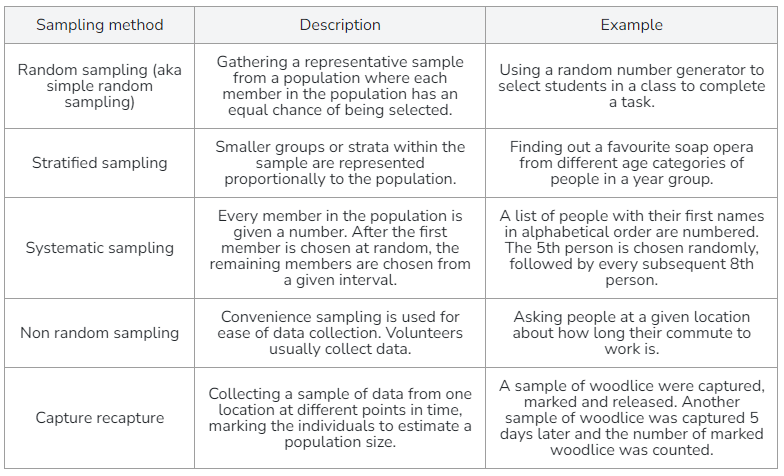 Sampling method
Description
Example
Random sampling (aka
simple random
sampling)
Gathering a representative sample
from a population where each
member in the population has an
equal chance of being selected.
Using a random number generator to
select students in a class to complete
a task.
Stratified sampling
Smaller groups or strata within the
sample are represented
proportionally to the population.
Finding out a favourite soap opera
from different age categories of
people in a year group.
Systematic sampling
Every member in the population is
given a number. After the first
member is chosen at random, the
remaining members are chosen from
a given interval.
A list of people with their first names
in alphabetical order are numbered.
The 5th person is chosen randomly,
followed by every subsequent 8th
person.
Non random sampling
Convenience sampling is used for
ease of data collection. Volunteers
usually collect data.
Asking people at a given location
about how long their commute to
work is.
Capture recapture
Collecting a sample of data from one
location at different points in time,
marking the individuals to estimate a
population size.
A sample of woodlice were captured,
marked and released. Another
sample of woodlice was captured 5
days later and the number of marked
woodlice was counted.